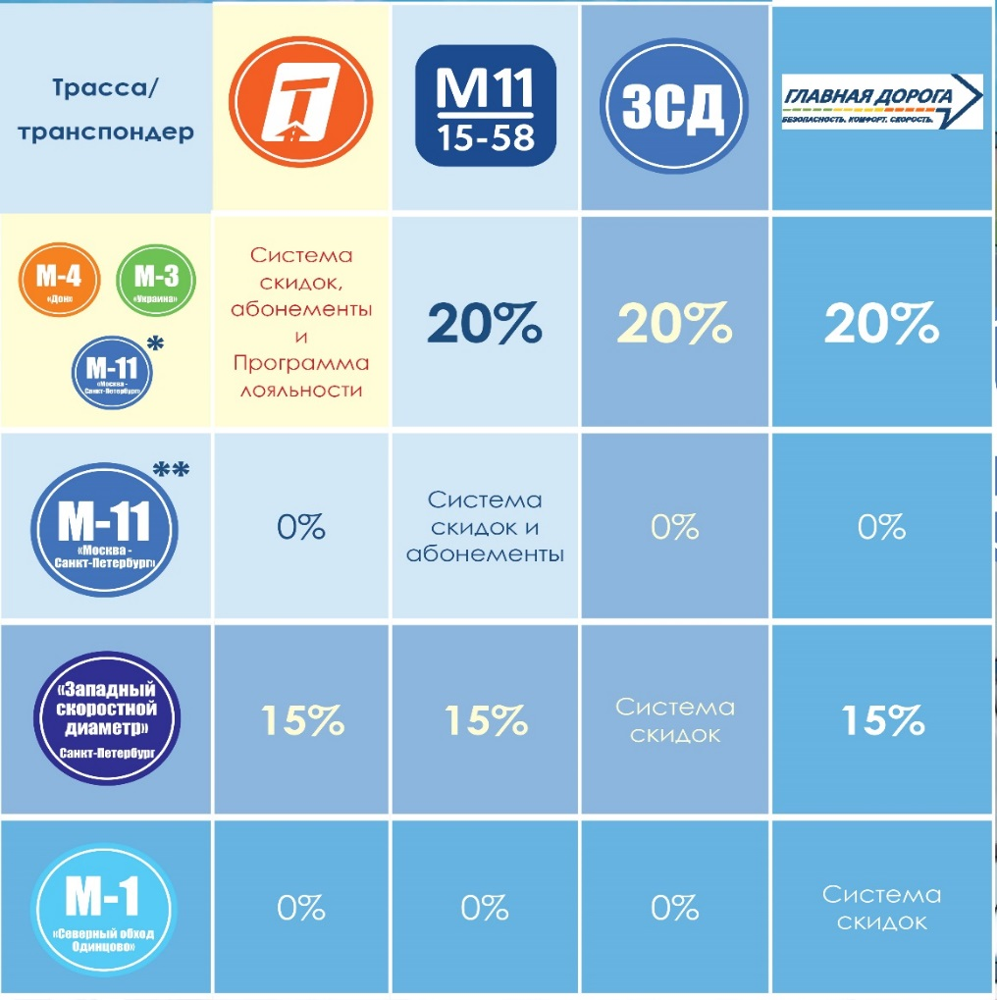 Трасса/
транспондер
Т
М11
15-58
ЗСД
ГЛАВНАЯ ДОРОГА
БЕЗОПАСНОСТЬ. КОМФОРТ. СКОРОСТЬ.
М-4
«Дон»
М-3
«Украина»
М-11
«Москва -
Санкт-Петербург»
*
Система
скидок,
абонементы
и
Программа
лояльности
20%
20%
20%
М-11
«Москва -
Санкт-Петербург»
**
0%
Система
скидок и
абонементы
0%
0%
«Западный
скоростной
диаметр»
Санкт-Петербург
15%
15%
Система
скидок
15%
М-1
«Северный обход
Одинцово»
0%
0%
0%
Система
скидок